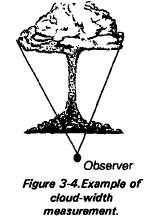 Observer
Figure 3-4.Example of
cloud-width
measurement.